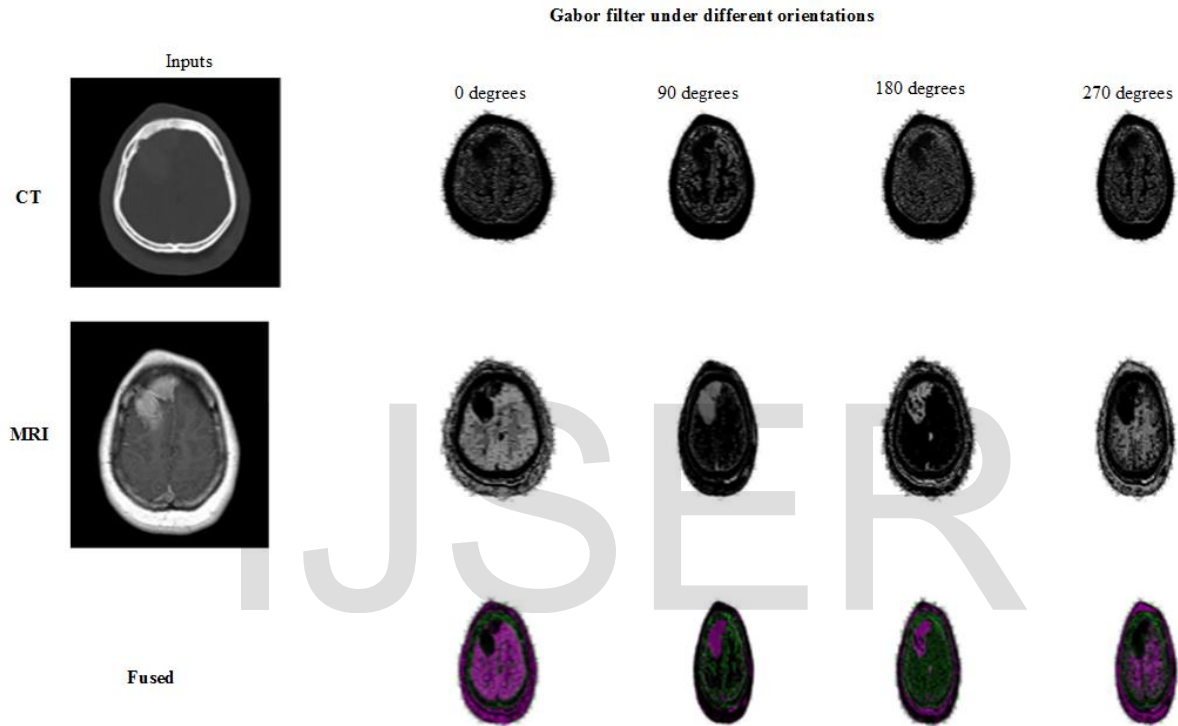 Gabor filter under different orientations
Inputs
0 degrees
90 degrees
180 degrees
270 degrees
CT
MRI
IJSER
Fused